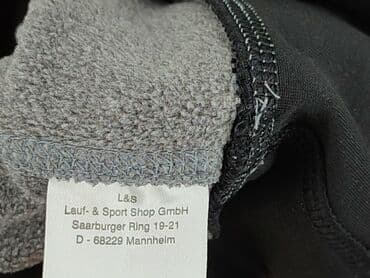 L&S
Lauf- & Sport Shop GmbH
Saarburger Ring 19-21
D - 68229 Mannheim